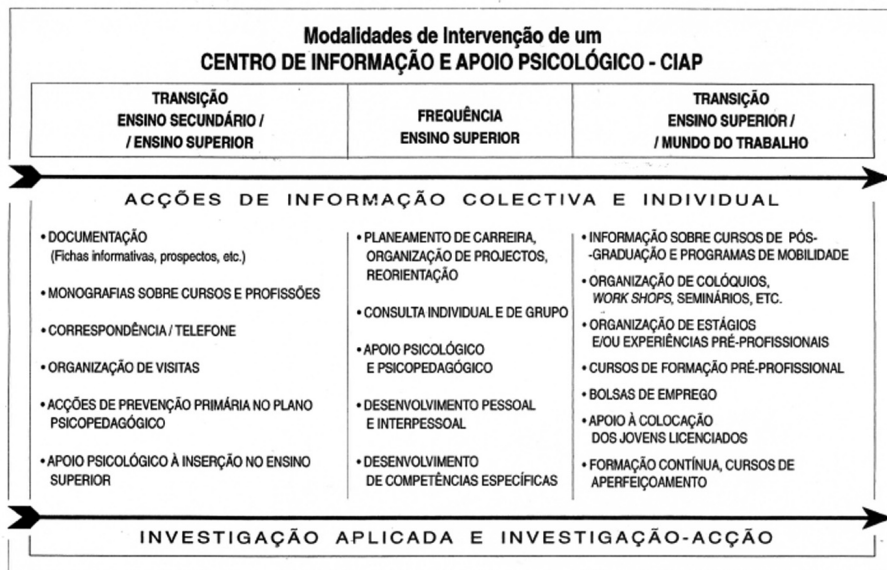 Modalidades de Intervenção de um
CENTRO DE INFORMAÇÃO E APOIO PSICOLÓGICO - CIAP
TRANSIÇÃO
ENSINO SECUNDÁRIO /
/ ENSINO SUPERIOR
FREQUÊNCIA
ENSINO SUPERIOR
TRANSIÇÃO
ENSINO SUPERIOR /
/ MUNDO DO TRABALHO
ACÇÕES DE INFORMAÇÃO COLECTIVA E INDIVIDUAL
• DOCUMENTAÇÃO
(Fichas informativas, prospectos, etc.)
• MONOGRAFIAS SOBRE CURSOS E PROFISSÕES
• CORRESPONDÊNCIA / TELEFONE
• ORGANIZAÇÃO DE VISITAS
• ACÇÕES DE PREVENÇÃO PRIMÁRIA NO PLANO
PSICOPEDAGÓGICO
• APOIO PSICOLÓGICO À INSERÇÃO NO ENSINO
SUPERIOR
• PLANEAMENTO DE CARREIRA,
ORGANIZAÇÃO DE PROJECTOS,
REORIENTAÇÃO
• CONSULTA INDIVIDUAL E DE GRUPO
• APOIO PSICOLÓGICO
E PSICOPEDAGÓGICO
• DESENVOLVIMENTO PESSOAL
E INTERPESSOAL
• DESENVOLVIMENTO
DE COMPETÊNCIAS ESPECÍFICAS
• INFORMAÇÃO SOBRE CURSOS DE PÓS-
-GRADUAÇÃO E PROGRAMAS DE MOBILIDADE
• ORGANIZAÇÃO DE COLÓQUIOS,
WORK SHOPS, SEMINÁRIOS, ETC.
• ORGANIZAÇÃO DE ESTÁGIOS
E/OU EXPERIÊNCIAS PRÉ-PROFISSIONAIS
• CURSOS DE FORMAÇÃO PRÉ-PROFISSIONAL
• BOLSAS DE EMPREGO
• APOIO À COLOCAÇÃO
DOS JOVENS LICENCIADOS
• FORMAÇÃO CONTÍNUA, CURSOS DE
APERFEIÇOAMENTO
INVESTIGAÇÃO APLICADA E INVESTIGAÇÃO-ACÇÃO